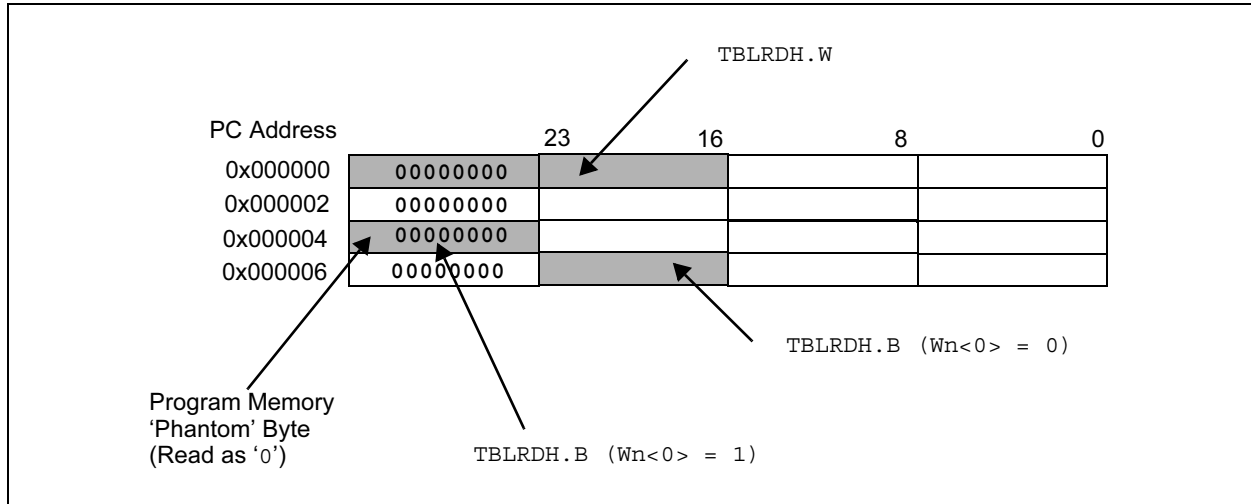 TBLRDH.W
PC Address
23 16 8 0
0x000000 00000000
0x000002 00000000
0x000004 00000000
0x000006 00000000
TBLRDH.B (Wn<0> = 0)
Program Memory
‘Phantom’ Byte
(Read as ‘0’)
TBLRDH.B (Wn<0> = 1)